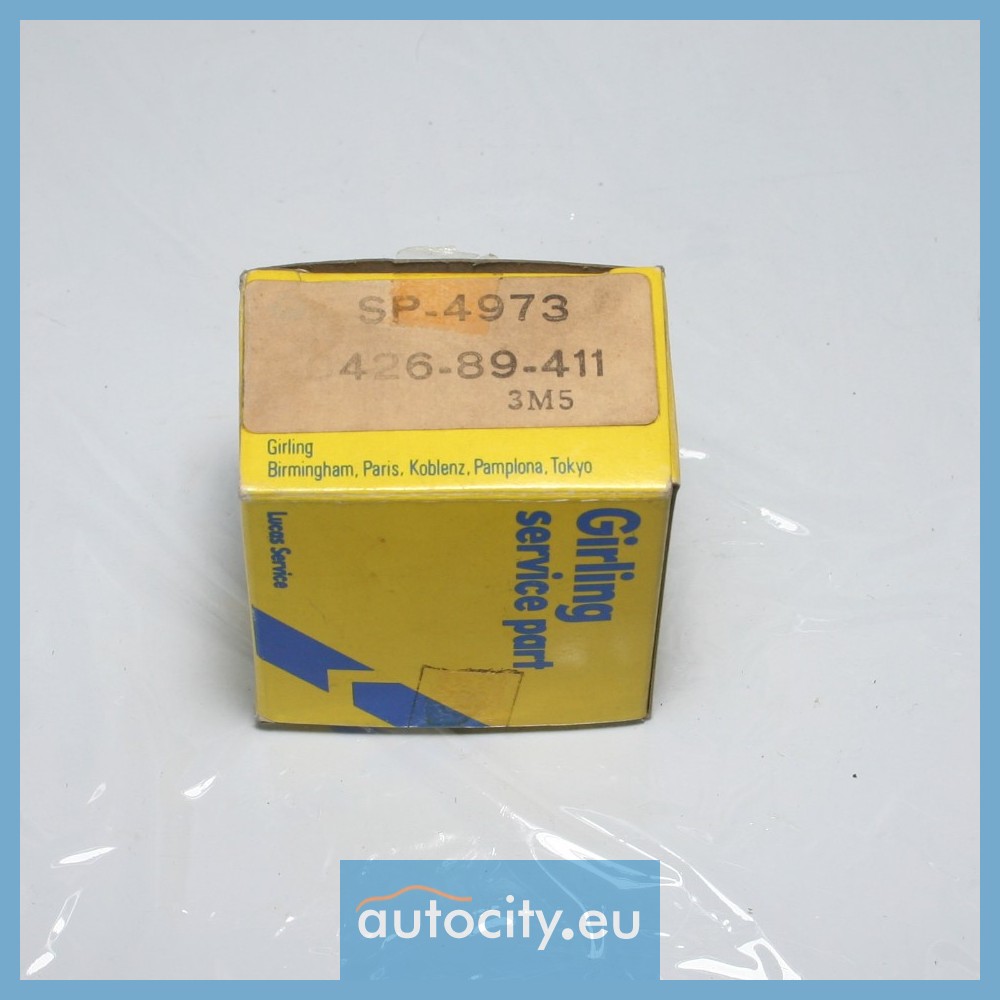 SP-4973
426-89-411
3M5
Girling
Birmingham, Paris, Koblenz, Pamplona, Tokyo
Lucas Service
Girling
service part
autocity.eu